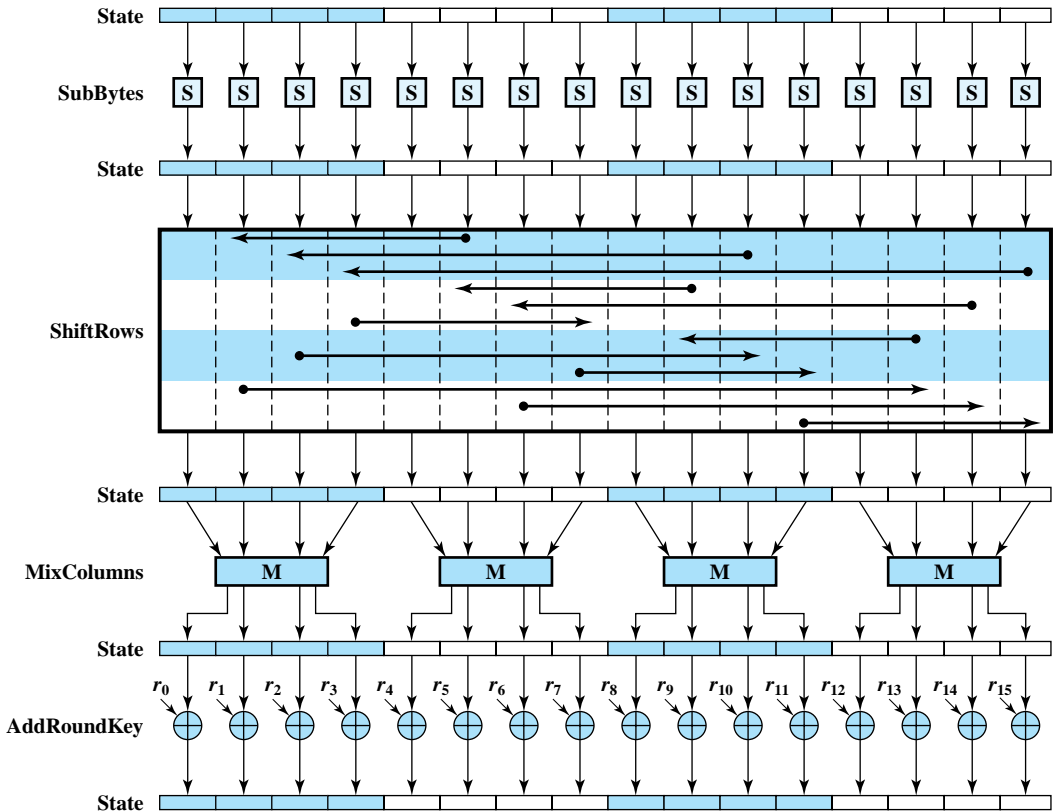 State
SubBytes S S S S S S S S S S S S S S S S
State
ShiftRows
State
MixColumns M M M M
State
r0 r1 r2 r3 r4 r5 r6 r7 r8 r9 r10 r11 r12 r13 r14 r15
AddRoundKey
State